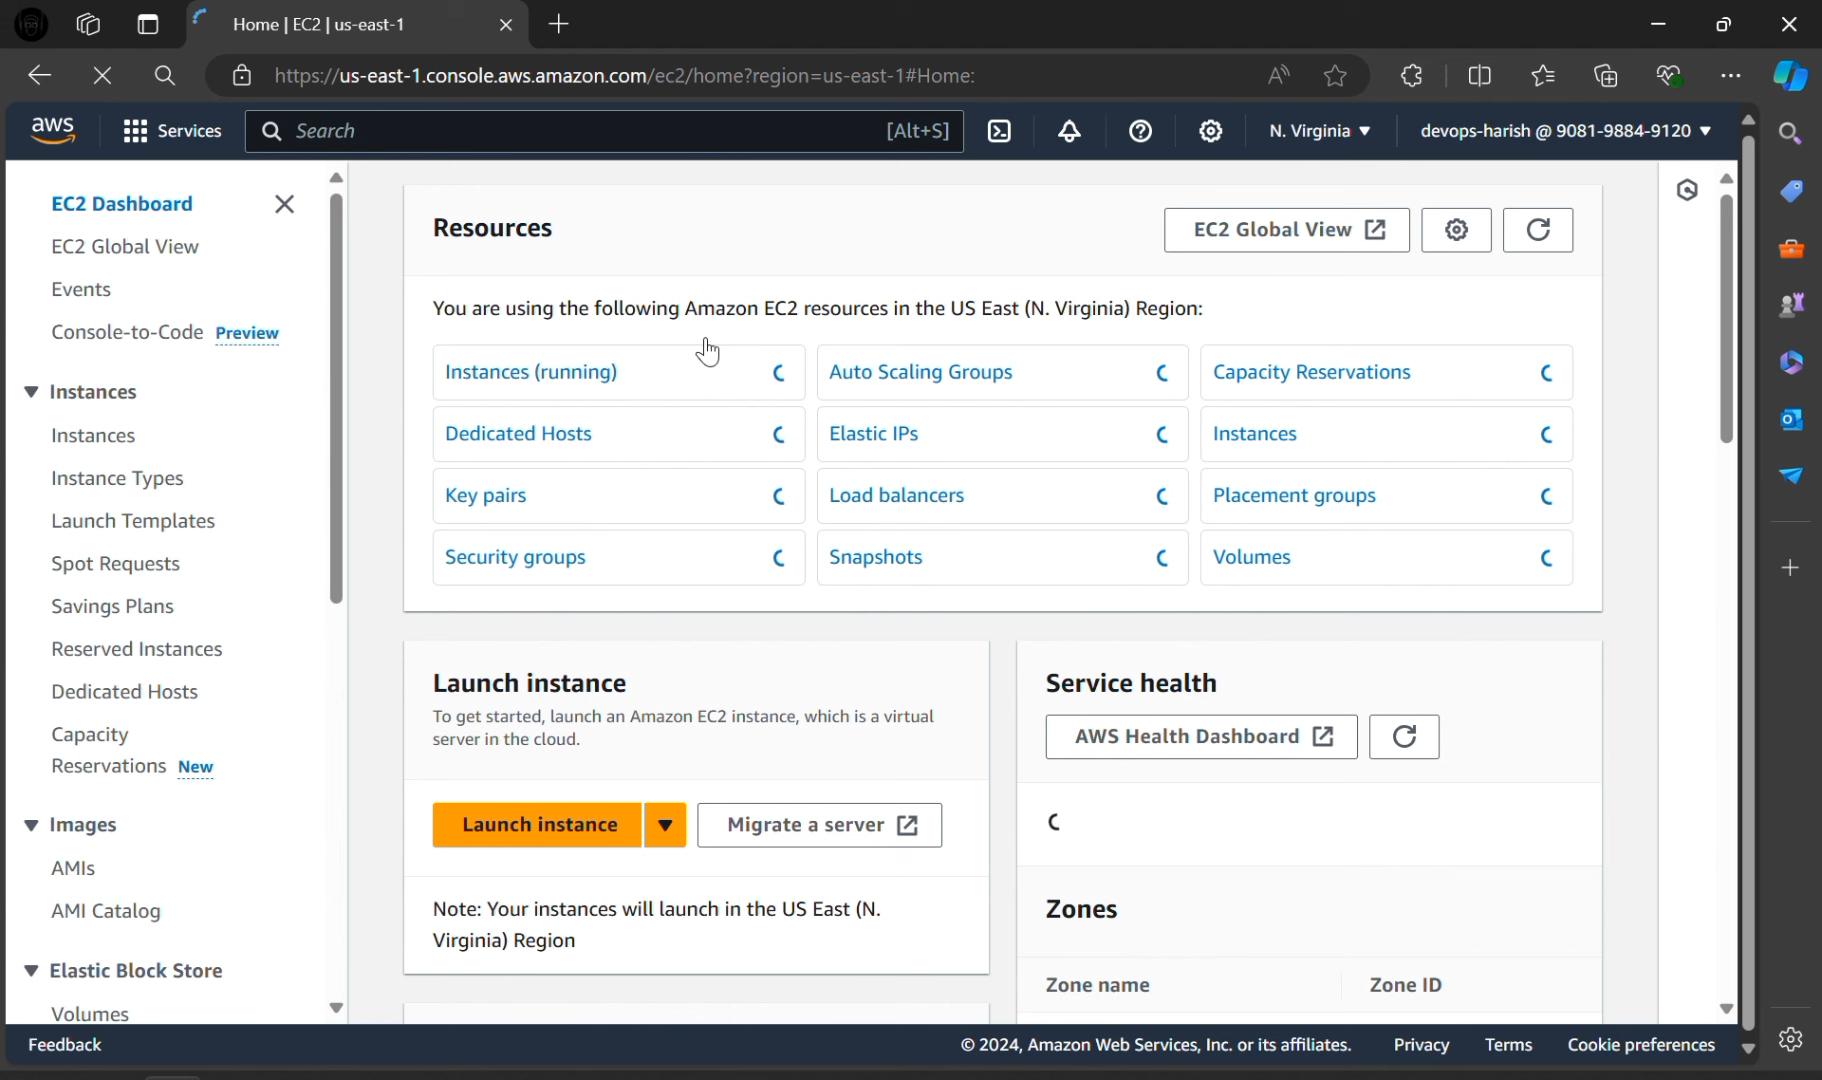 Home | EC2 | us-east-1
https://us-east-1.console.aws.amazon.com/ec2/home?region=us-east-1#Home:
aws
Services
Search
[Alt+S]
N. Virginia
devops-harish @ 9081-9884-9120
EC2 Dashboard
EC2 Global View
Events
Console-to-Code Preview
Instances
Instances
Instance Types
Launch Templates
Spot Requests
Savings Plans
Reserved Instances
Dedicated Hosts
Capacity
Reservations New
Images
AMIs
AMI Catalog
Elastic Block Store
Volumes
Resources
EC2 Global View
You are using the following Amazon EC2 resources in the US East (N. Virginia) Region:
Instances (running)
Auto Scaling Groups
Capacity Reservations
Dedicated Hosts
Elastic IPs
Instances
Key pairs
Load balancers
Placement groups
Security groups
Snapshots
Volumes
Launch instance
To get started, launch an Amazon EC2 instance, which is a virtual
server in the cloud.
Launch instance
Migrate a server
Note: Your instances will launch in the US East (N.
Virginia) Region
Service health
AWS Health Dashboard
Zones
Zone name
Zone ID
Feedback
© 2024, Amazon Web Services, Inc. or its affiliates.
Privacy
Terms
Cookie preferences